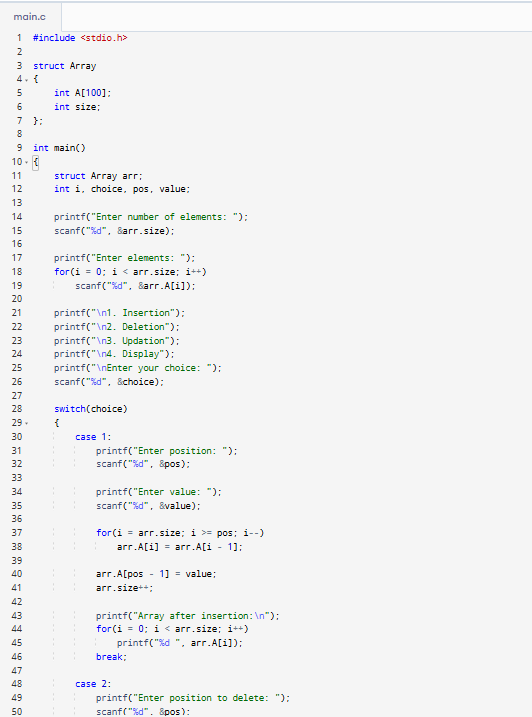 main.c
1 #include <stdio.h>
2
3 struct Array
4 {
5     int A[100];
6     int size;
7 };
8
9 int main()
10 {
11     struct Array arr;
12     int i, choice, pos, value;
13
14     printf("Enter number of elements: ");
15     scanf("%d", &arr.size);
16
17     printf("Enter elements: ");
18     for(i = 0; i < arr.size; i++)
19         scanf("%d", &arr.A[i]);
20
21     printf("\n1. Insertion");
22     printf("\n2. Deletion");
23     printf("\n3. Updation");
24     printf("\n4. Display");
25     printf("\nEnter your choice: ");
26     scanf("%d", &choice);
27
28     switch(choice)
29     {
30         case 1:
31             printf("Enter position: ");
32             scanf("%d", &pos);
33
34             printf("Enter value: ");
35             scanf("%d", &value);
36
37             for(i = arr.size; i >= pos; i--)
38                 arr.A[i] = arr.A[i - 1];
39
40             arr.A[pos - 1] = value;
41             arr.size++;
42
43             printf("Array after insertion:\n");
44             for(i = 0; i < arr.size; i++)
45                 printf("%d ", arr.A[i]);
46             break;
47
48         case 2:
49             printf("Enter position to delete: ");
50             scanf("%d", &pos);